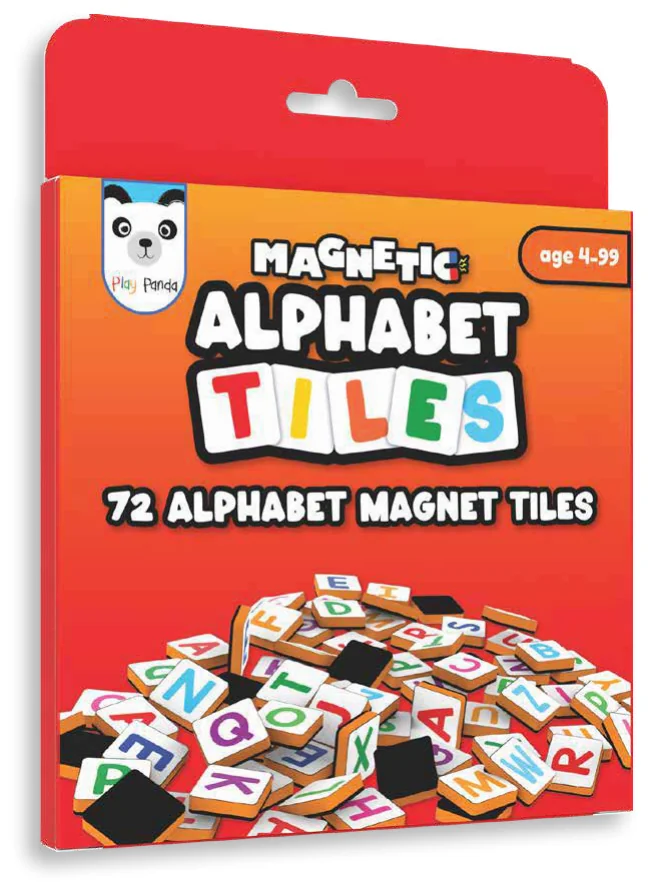 Play Panda
MAGNETIC
age 4-99
ALPHABET
TILES
72 ALPHABET MAGNET TILES
E
I
F
D
A
R
S
B
N
T
C
Z
I
P
Y
A
Q
O
J
A
D
E
X
W
R
P
K
M
H